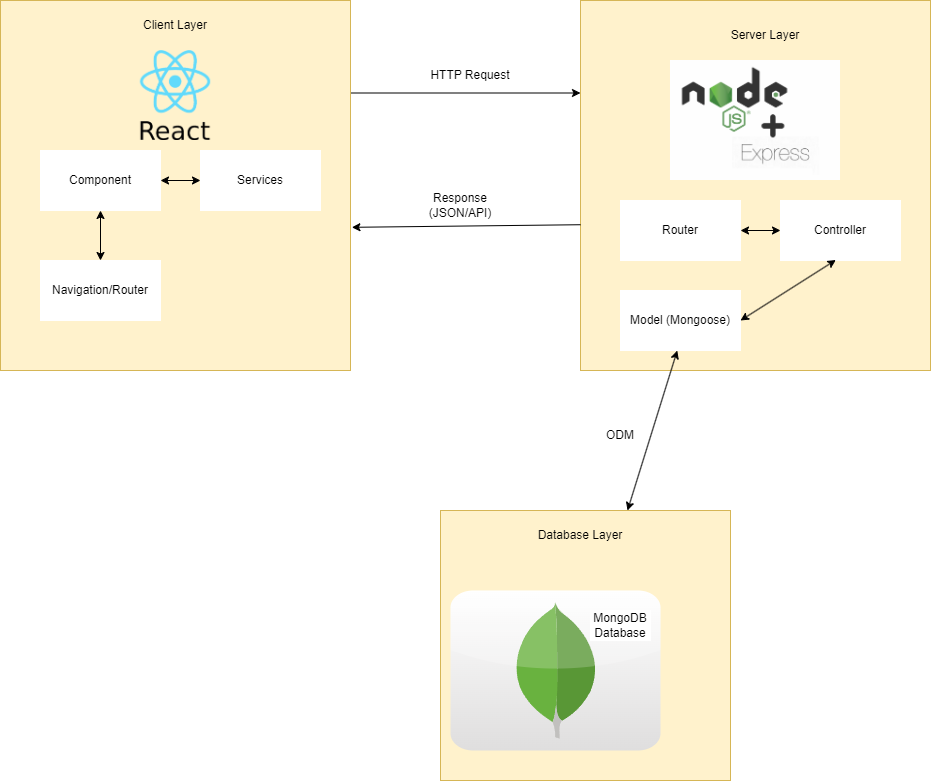 Client Layer
React
Component
Services
Navigation/Router
HTTP Request
Response
(JSON/API)
Server Layer
node
JS
+
Express
Router
Controller
Model (Mongoose)
ODM
Database Layer
MongoDB
Database